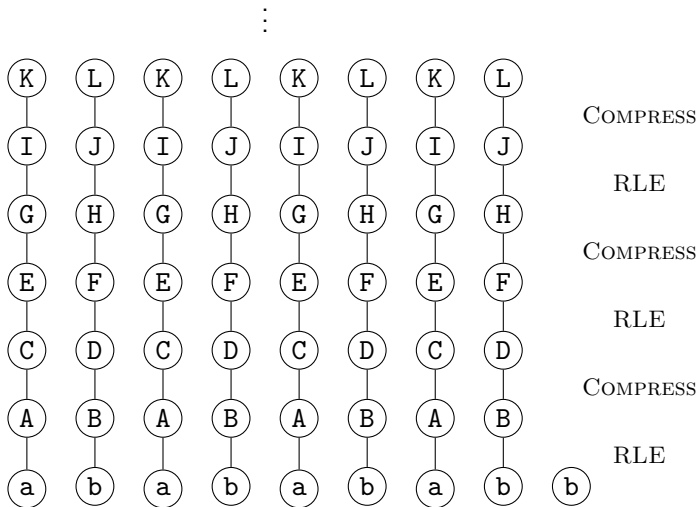 ⋮
K L K L K L K L
COMPRESS
I J I J I J I J
RLE
G H G H G H G H
COMPRESS
E F E F E F E F
RLE
C D C D C D C D
COMPRESS
A B A B A B A B
RLE
a b a b a b a b b